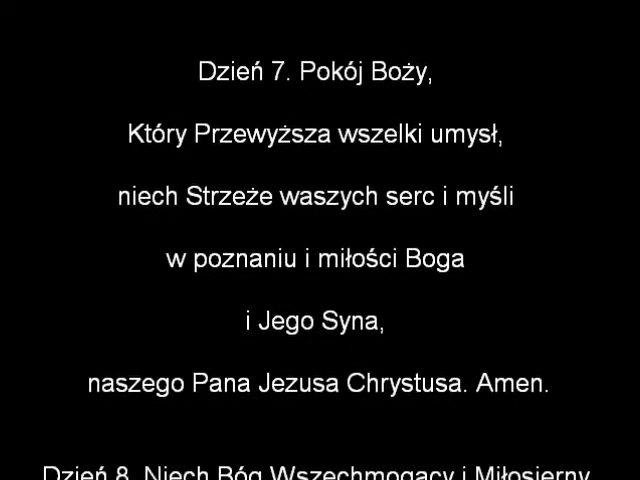 Dzień 7. Pokój Boży,
Który Przewyższa wszelki umysł,
niech Strzeże waszych serc i myśli
w poznaniu i miłości Boga
i Jego Syna,
naszego Pana Jezusa Chrystusa. Amen.
Dzień 8. Niech Bóg Wszechmogący i Miłosierny